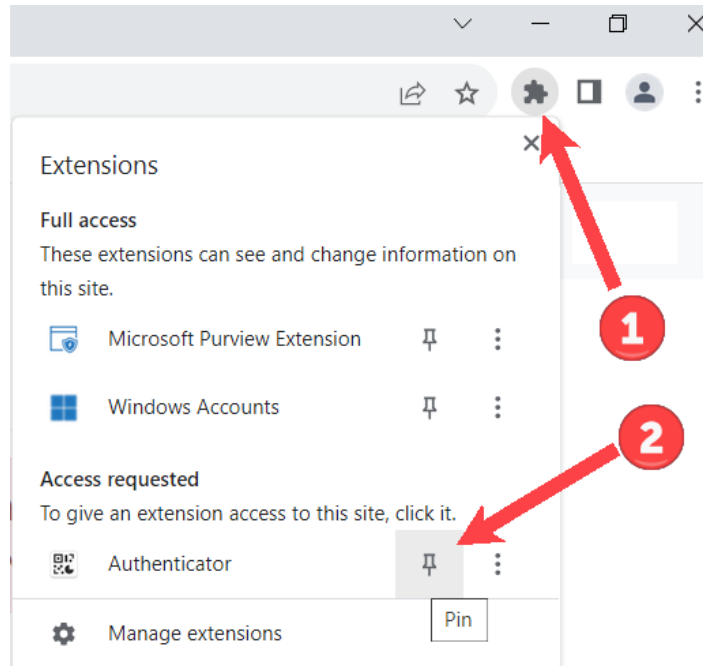 Extensions
1
Full access
These extensions can see and change information on
this site.
Microsoft Purview Extension
Windows Accounts
2
Access requested
To give an extension access to this site, click it.
Authenticator
Pin
Manage extensions